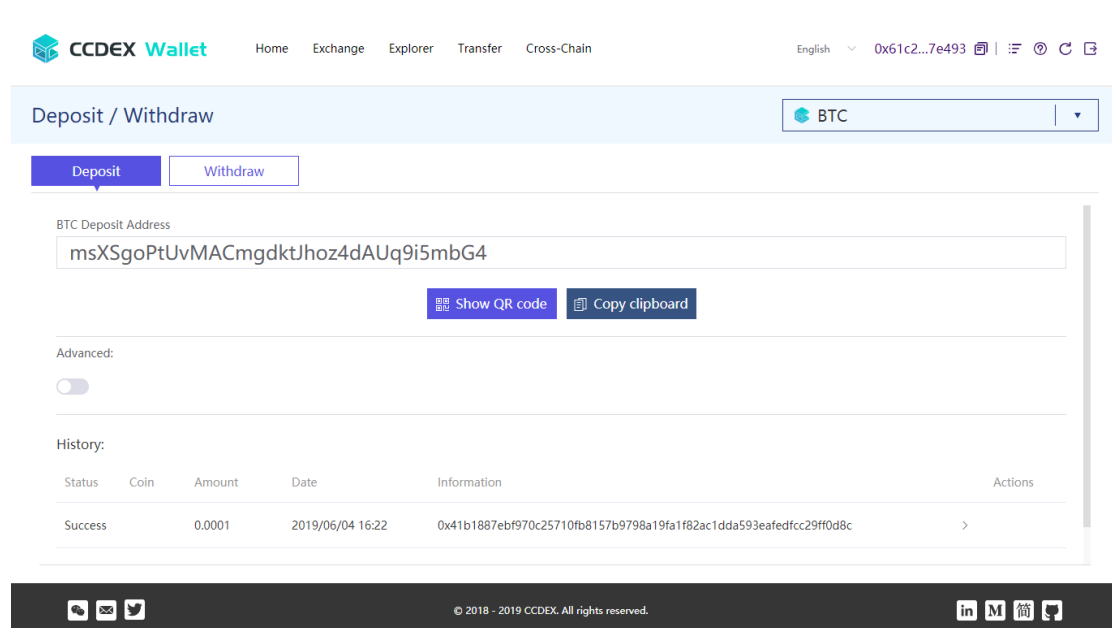 CCDEX Wallet Home Exchange Explorer Transfer Cross-Chain English 0x61c2...7e493
Deposit / Withdraw BTC
Deposit Withdraw
BTC Deposit Address
msXSgoPtUvMACmgdktJhoz4dAUq9i5mbG4
Show QR code Copy clipboard
Advanced:
History:
Status Coin Amount Date Information Actions
Success 0.0001 2019/06/04 16:22 0x41b1887ebf970c25710fb8157b9798a19fa1f82ac1dda593eafedfcc29ff0d8c
© 2018 - 2019 CCDEX. All rights reserved. in M 简